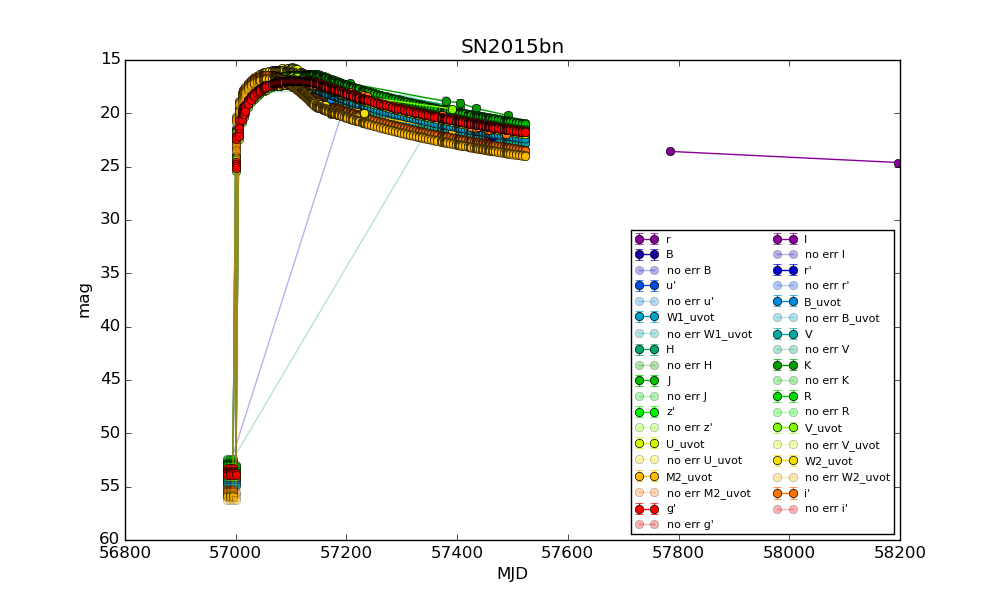 SN2015bn
15
20
25
30
35
40
45
50
55
60
mag
56800
57000
57200
57400
57600
57800
58000
58200
MJD
r
B
no err B
u'
no err u'
W1_uvot
no err W1_uvot
H
no err H
J
no err J
z'
no err z'
U_uvot
no err U_uvot
M2_uvot
no err M2_uvot
g'
no err g'
I
no err I
r'
no err r'
B_uvot
no err B_uvot
V
no err V
K
no err K
R
no err R
V_uvot
no err V_uvot
W2_uvot
no err W2_uvot
i'
no err i'